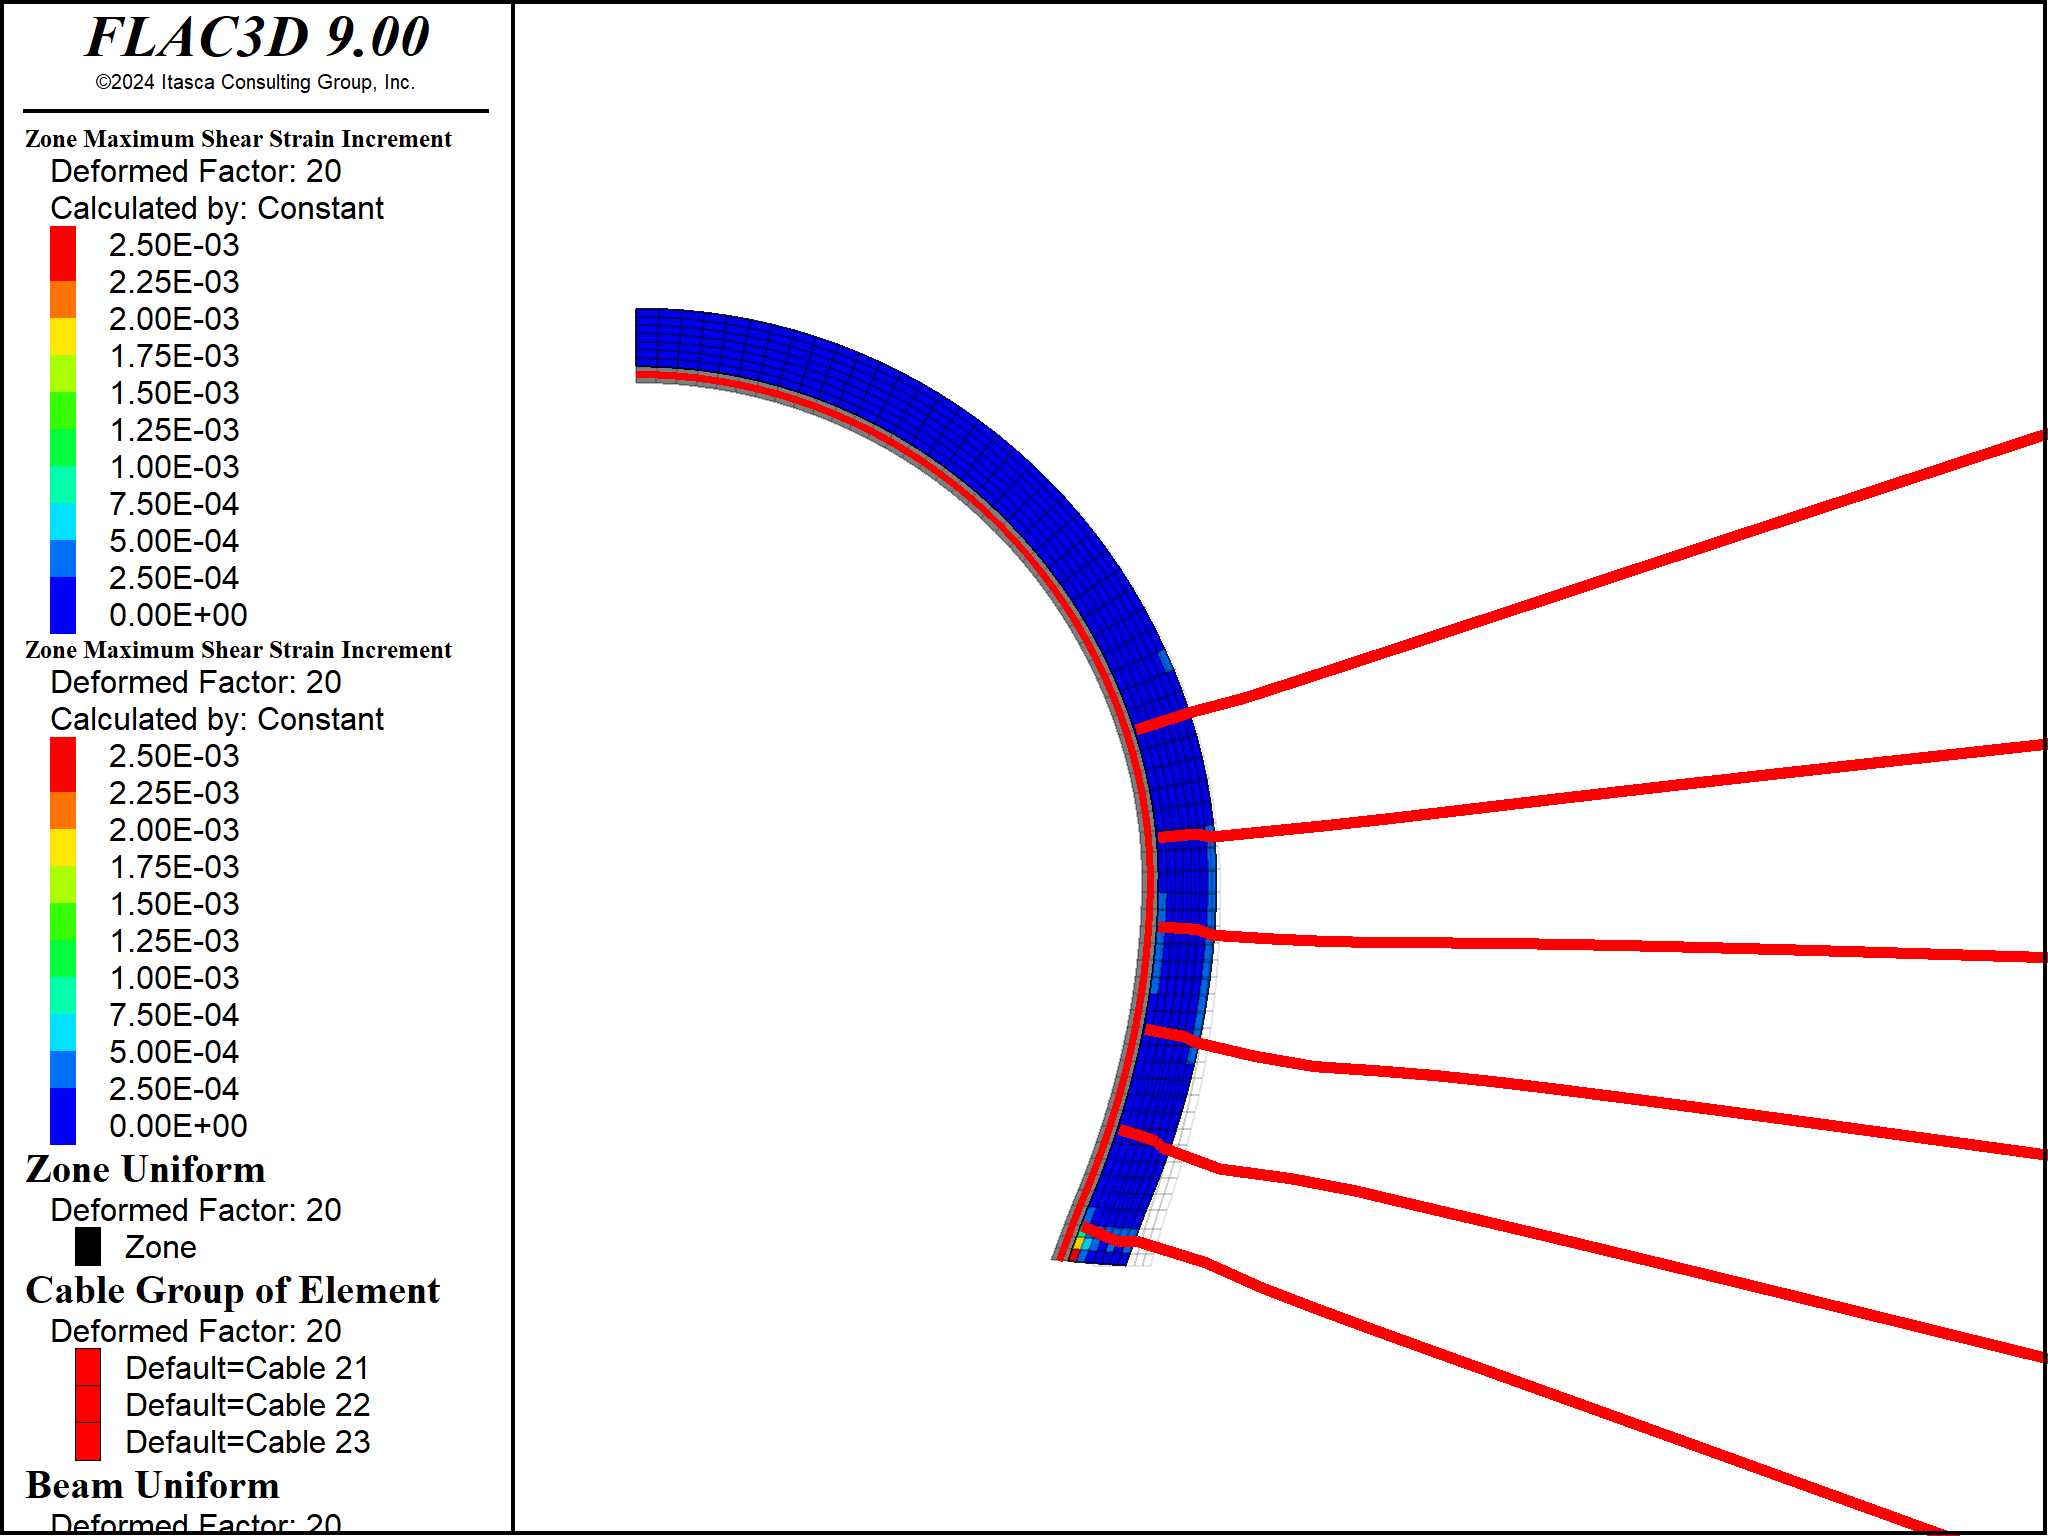 FLAC3D 9.00
©2024 Itasca Consulting Group, Inc.
Zone Maximum Shear Strain Increment
Deformed Factor: 20
Calculated by: Constant
2.50E-03
2.25E-03
2.00E-03
1.75E-03
1.50E-03
1.25E-03
1.00E-03
7.50E-04
5.00E-04
2.50E-04
0.00E+00
Zone Maximum Shear Strain Increment
Deformed Factor: 20
Calculated by: Constant
2.50E-03
2.25E-03
2.00E-03
1.75E-03
1.50E-03
1.25E-03
1.00E-03
7.50E-04
5.00E-04
2.50E-04
0.00E+00
Zone Uniform
Deformed Factor: 20
Zone
Cable Group of Element
Deformed Factor: 20
Default=Cable 21
Default=Cable 22
Default=Cable 23
Beam Uniform
Deformed Factor: 20